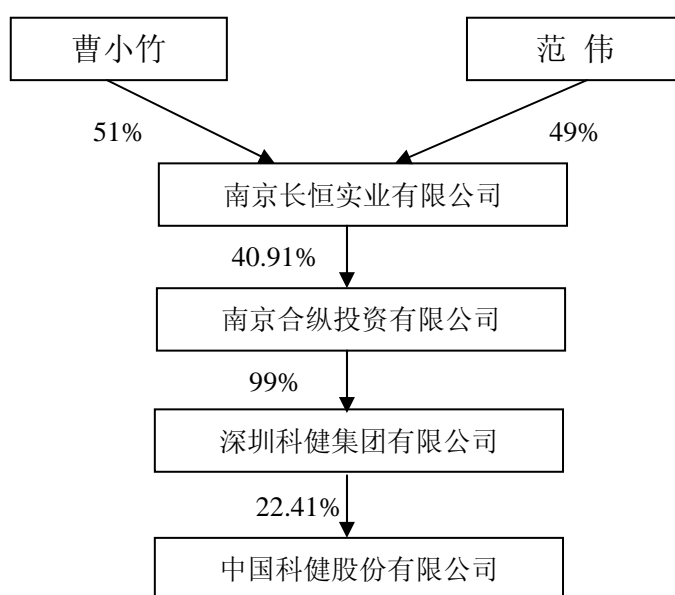 曹小竹
范 伟
51%
49%
南京长恒实业有限公司
40.91%
南京合纵投资有限公司
99%
深圳科健集团有限公司
22.41%
中国科健股份有限公司